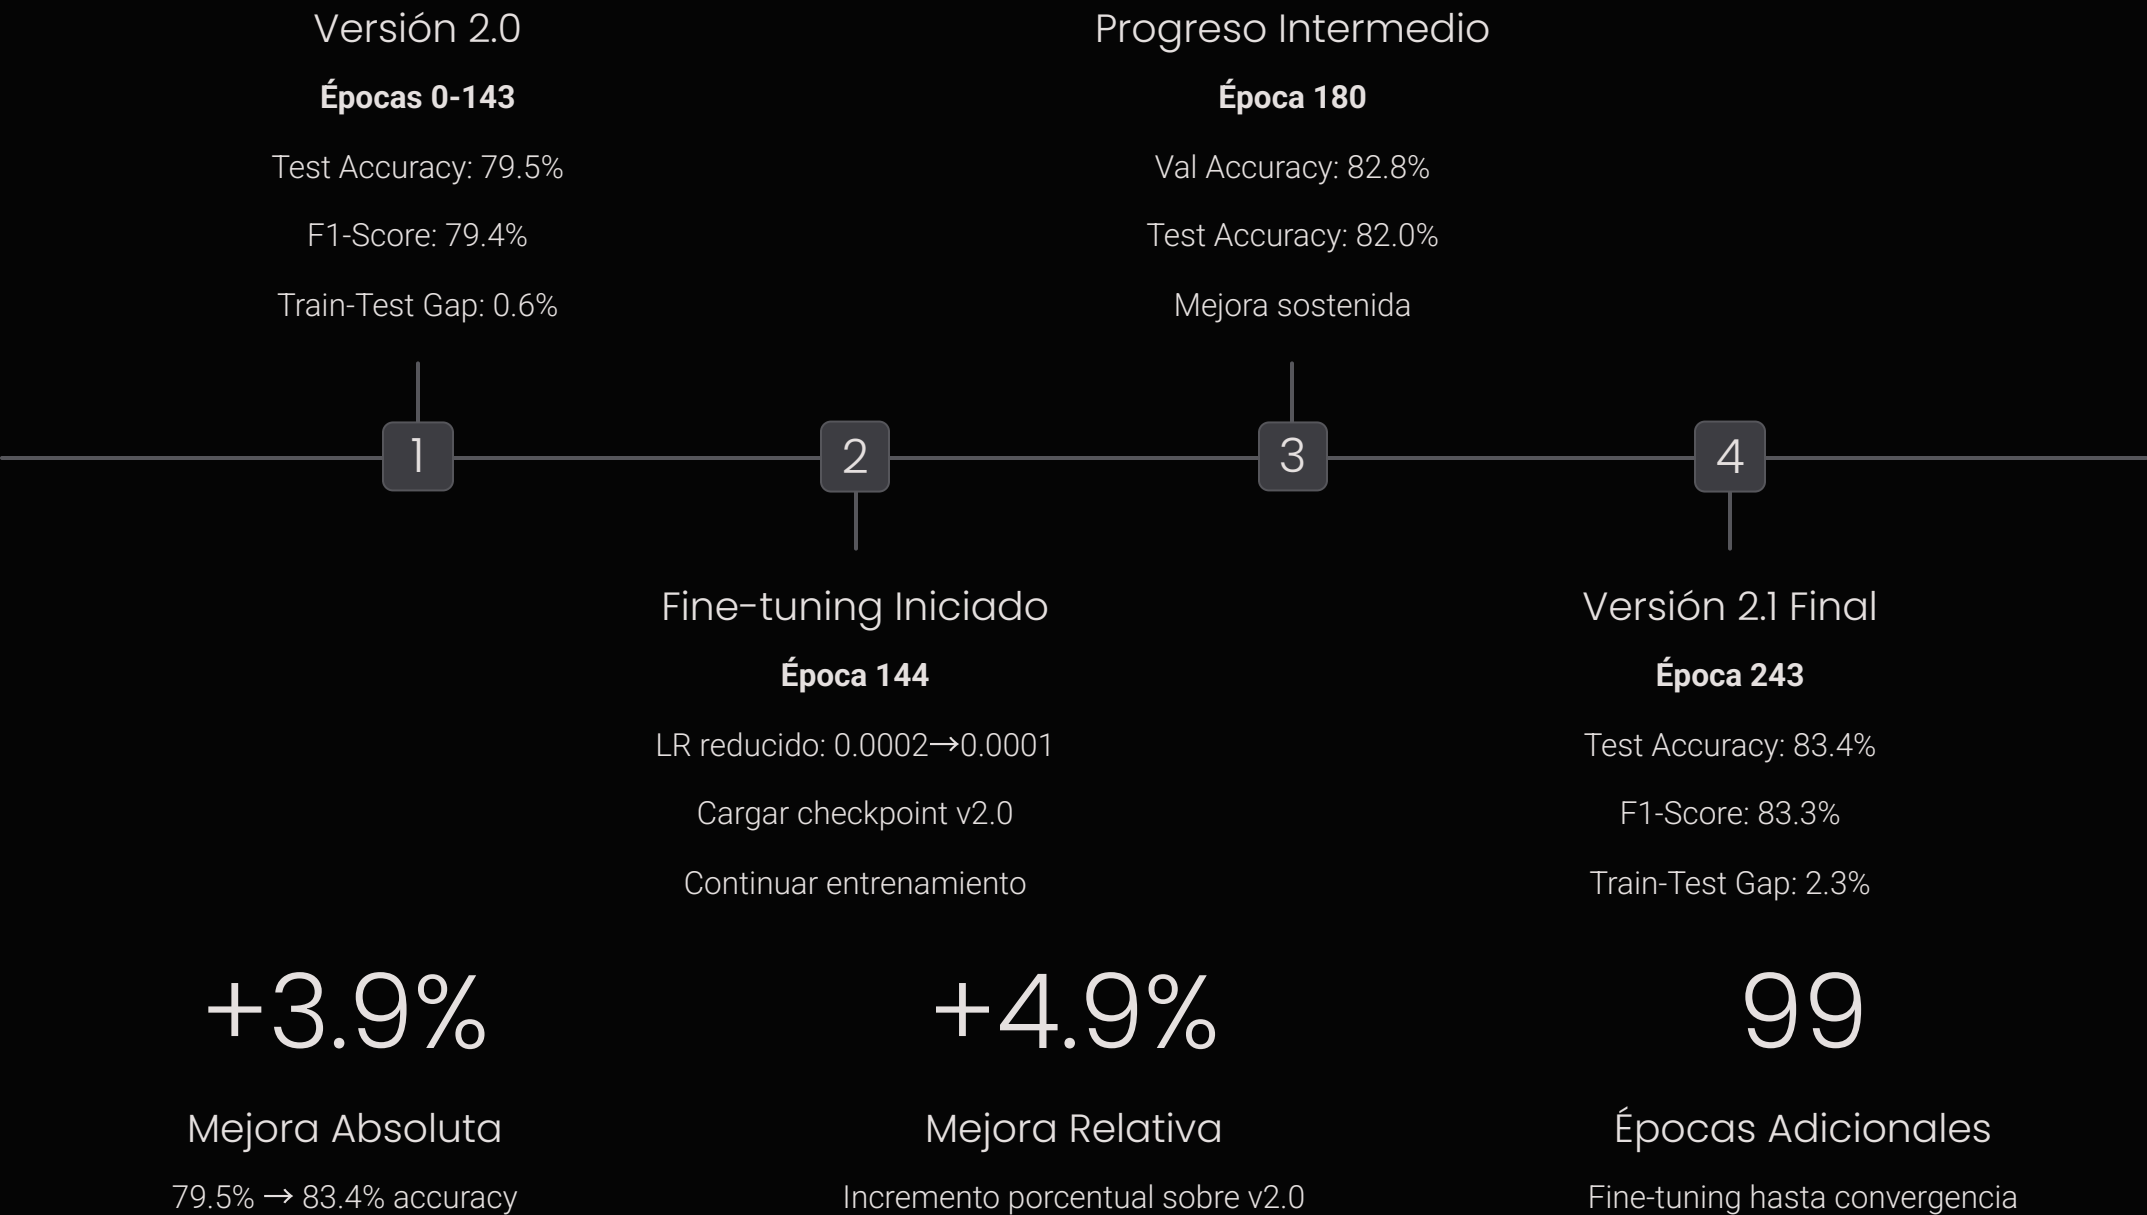 Versión 2.0
Épocas 0-143
Test Accuracy: 79.5%
F1-Score: 79.4%
Train-Test Gap: 0.6%
1
2
Fine-tuning Iniciado
Época 144
LR reducido: 0.0002→0.0001
Cargar checkpoint v2.0
Continuar entrenamiento
Progreso Intermedio
Época 180
Val Accuracy: 82.8%
Test Accuracy: 82.0%
Mejora sostenida
3
4
Versión 2.1 Final
Época 243
Test Accuracy: 83.4%
F1-Score: 83.3%
Train-Test Gap: 2.3%
+3.9%
Mejora Absoluta
79.5% → 83.4% accuracy
+4.9%
Mejora Relativa
Incremento porcentual sobre v2.0
99
Épocas Adicionales
Fine-tuning hasta convergencia